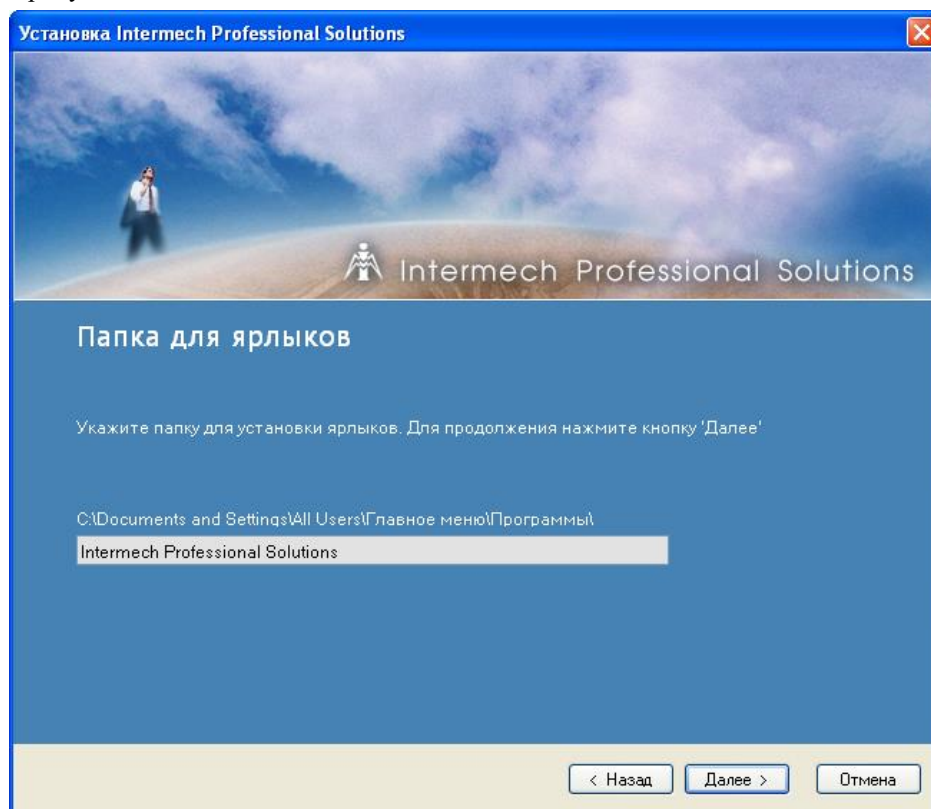 Установка Intermech Professional Solutions
Intermech Professional Solutions
Папка для ярлыков
Укажите папку для установки ярлыков. Для продолжения нажмите кнопку 'Далее'
C:\Documents and Settings\All Users\Главное меню\Программы\
Intermech Professional Solutions
< Назад Далее > Отмена